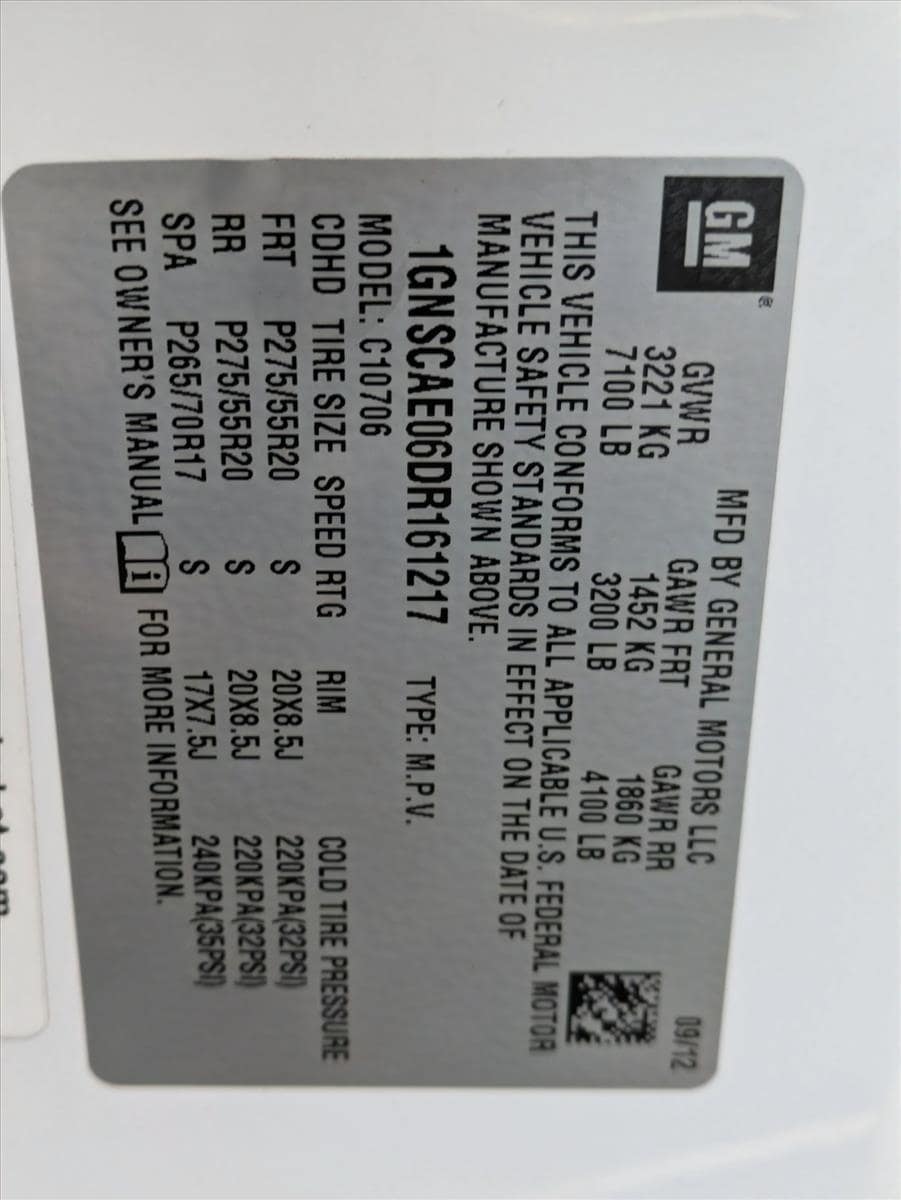 GM ®
MFD BY GENERAL MOTORS LLC 09/12
GVWR GAWR FRT GAWR RR
3221 KG 1452 KG 1860 KG
7100 LB 3200 LB 4100 LB
THIS VEHICLE CONFORMS TO ALL APPLICABLE U.S. FEDERAL MOTOR
VEHICLE SAFETY STANDARDS IN EFFECT ON THE DATE OF
MANUFACTURE SHOWN ABOVE.
1GNSCAE06DR161217 TYPE: M.P.V.
MODEL: C10706
CDHD TIRE SIZE SPEED RTG RIM COLD TIRE PRESSURE
FRT P275/55R20 S 20X8.5J 220KPA(32PSI)
RR P275/55R20 S 20X8.5J 220KPA(32PSI)
SPA P265/70R17 S 17X7.5J 240KPA(35PSI)
SEE OWNER'S MANUAL FOR MORE INFORMATION.